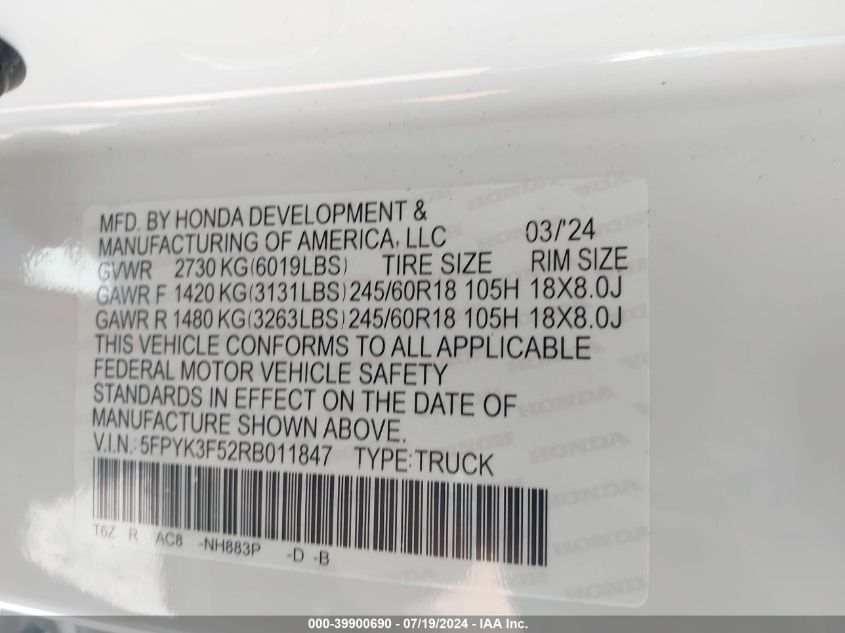 MFD. BY HONDA DEVELOPMENT &
MANUFACTURING OF AMERICA, LLC 03/'24
GVWR 2730 KG(6019LBS) TIRE SIZE RIM SIZE
GAWR F 1420 KG(3131LBS) 245/60R18 105H 18X8.0J
GAWR R 1480 KG(3263LBS) 245/60R18 105H 18X8.0J
THIS VEHICLE CONFORMS TO ALL APPLICABLE
FEDERAL MOTOR VEHICLE SAFETY
STANDARDS IN EFFECT ON THE DATE OF
MANUFACTURE SHOWN ABOVE.
V.I.N.: 5FPYK3F52RB011847 TYPE: TRUCK
T6Z R AC8 -NH883P -D -B
000-39900690 - 07/19/2024 - IAA Inc.